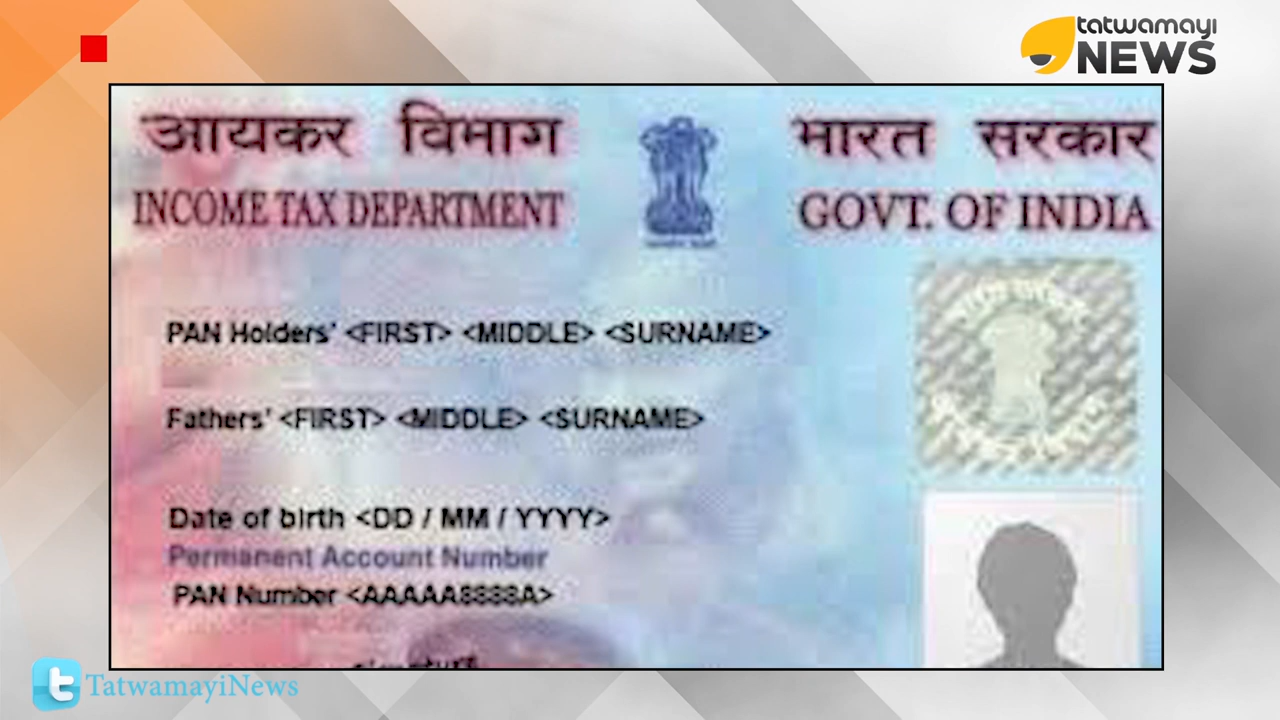 tatwamayi
NEWS
आयकर विभाग
भारत सरकार
INCOME TAX DEPARTMENT
GOVT. OF INDIA
PAN Holders' <FIRST> <MIDDLE> <SURNAME>
Fathers' <FIRST> <MIDDLE> <SURNAME>
Date of birth <DD / MM / YYYY>
Permanent Account Number
PAN Number <AAAAA8888A>
Signature
TatwamayiNews